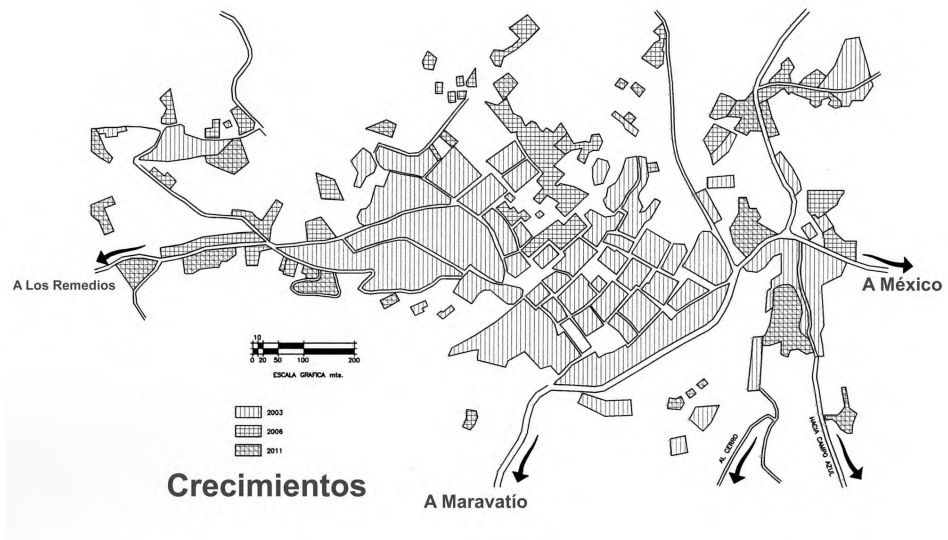 A Los Remedios
A México
10
0 20 50 100 200
ESCALA GRAFICA mts.
2003
2006
2011
Crecimientos
A Maravatío
AL CERRO
HACIA CAMPO AZUL